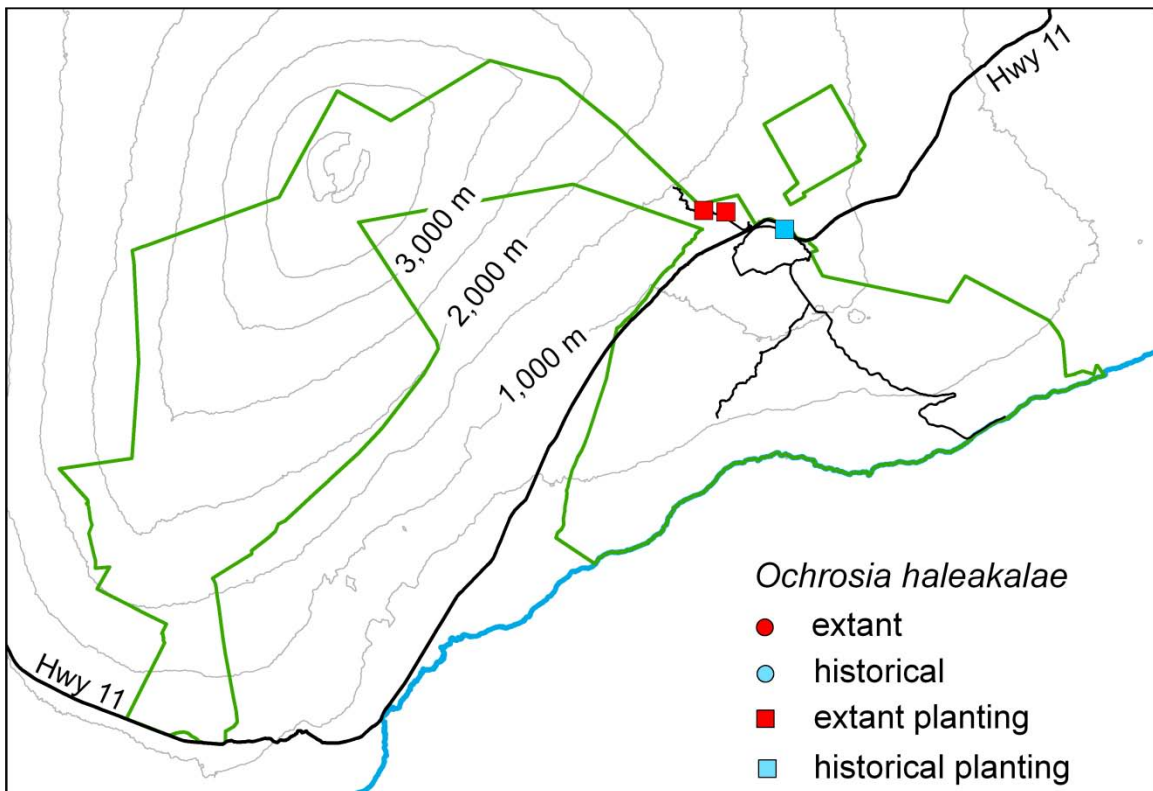 Hwy 11
3,000 m
2,000 m
1,000 m
Hwy 11
Ochrosia haleakalae
extant
historical
extant planting
historical planting